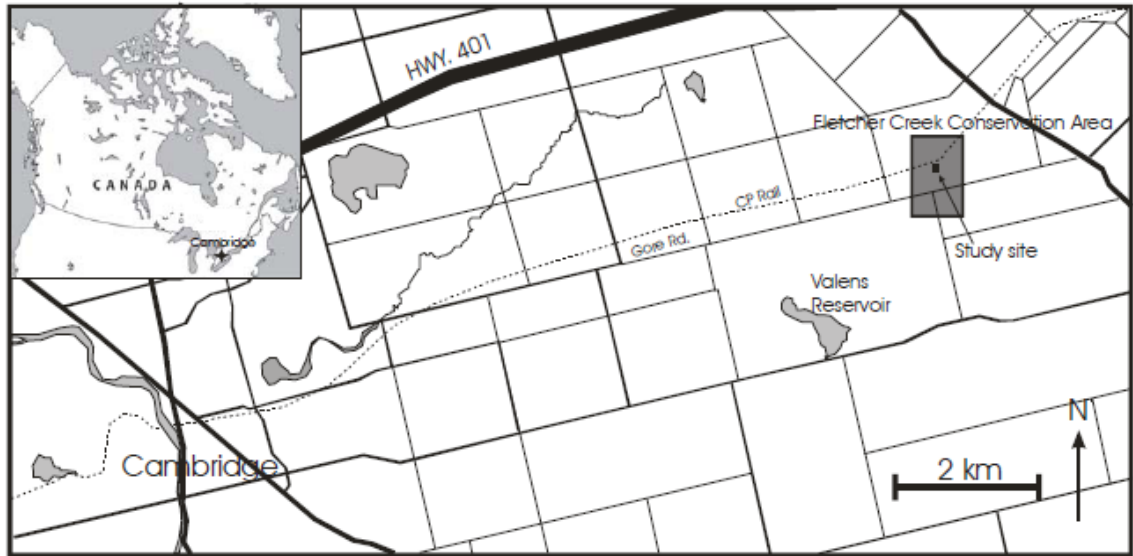 HWY. 401
Fletcher Creek Conservation Area
CANADA
CP Rail
Cambridge
Gore Rd.
Study site
Valens
Reservoir
N
Cambridge
2 km